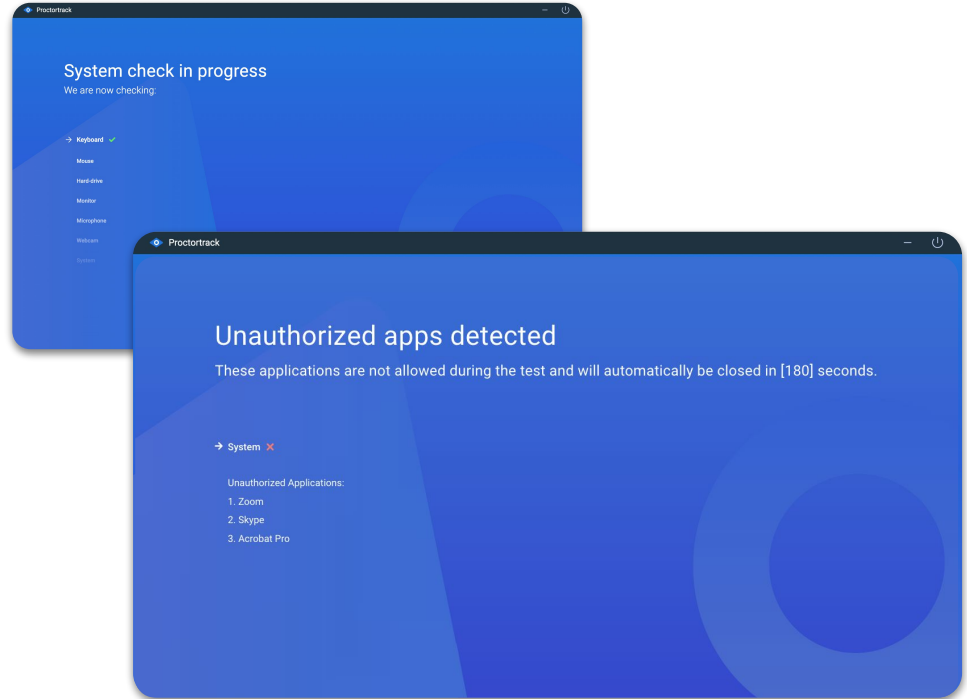 Proctortrack
System check in progress
We are now checking:
→ Keyboard ✓
Mouse
Hard-drive
Monitor
Microphone
Webcam
System
Proctortrack
Unauthorized apps detected
These applications are not allowed during the test and will automatically be closed in [180] seconds.
→ System ✕
Unauthorized Applications:
1. Zoom
2. Skype
3. Acrobat Pro